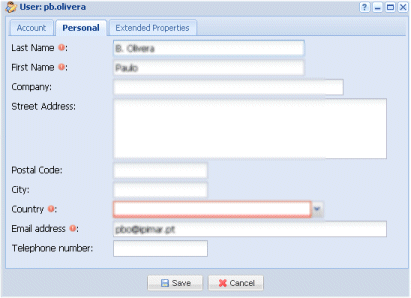 User: pb.olivera
Account Personal Extended Properties
Last Name : B. Olivera
First Name : Paulo
Company:
Street Address:
Postal Code:
City:
Country :
Email address : pbo@ipimar.pt
Telephone number:
Save Cancel